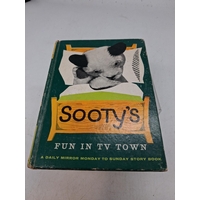 SOOTY'S
FUN IN TV TOWN
A DAILY MIRROR MONDAY TO SUNDAY STORY BOOK